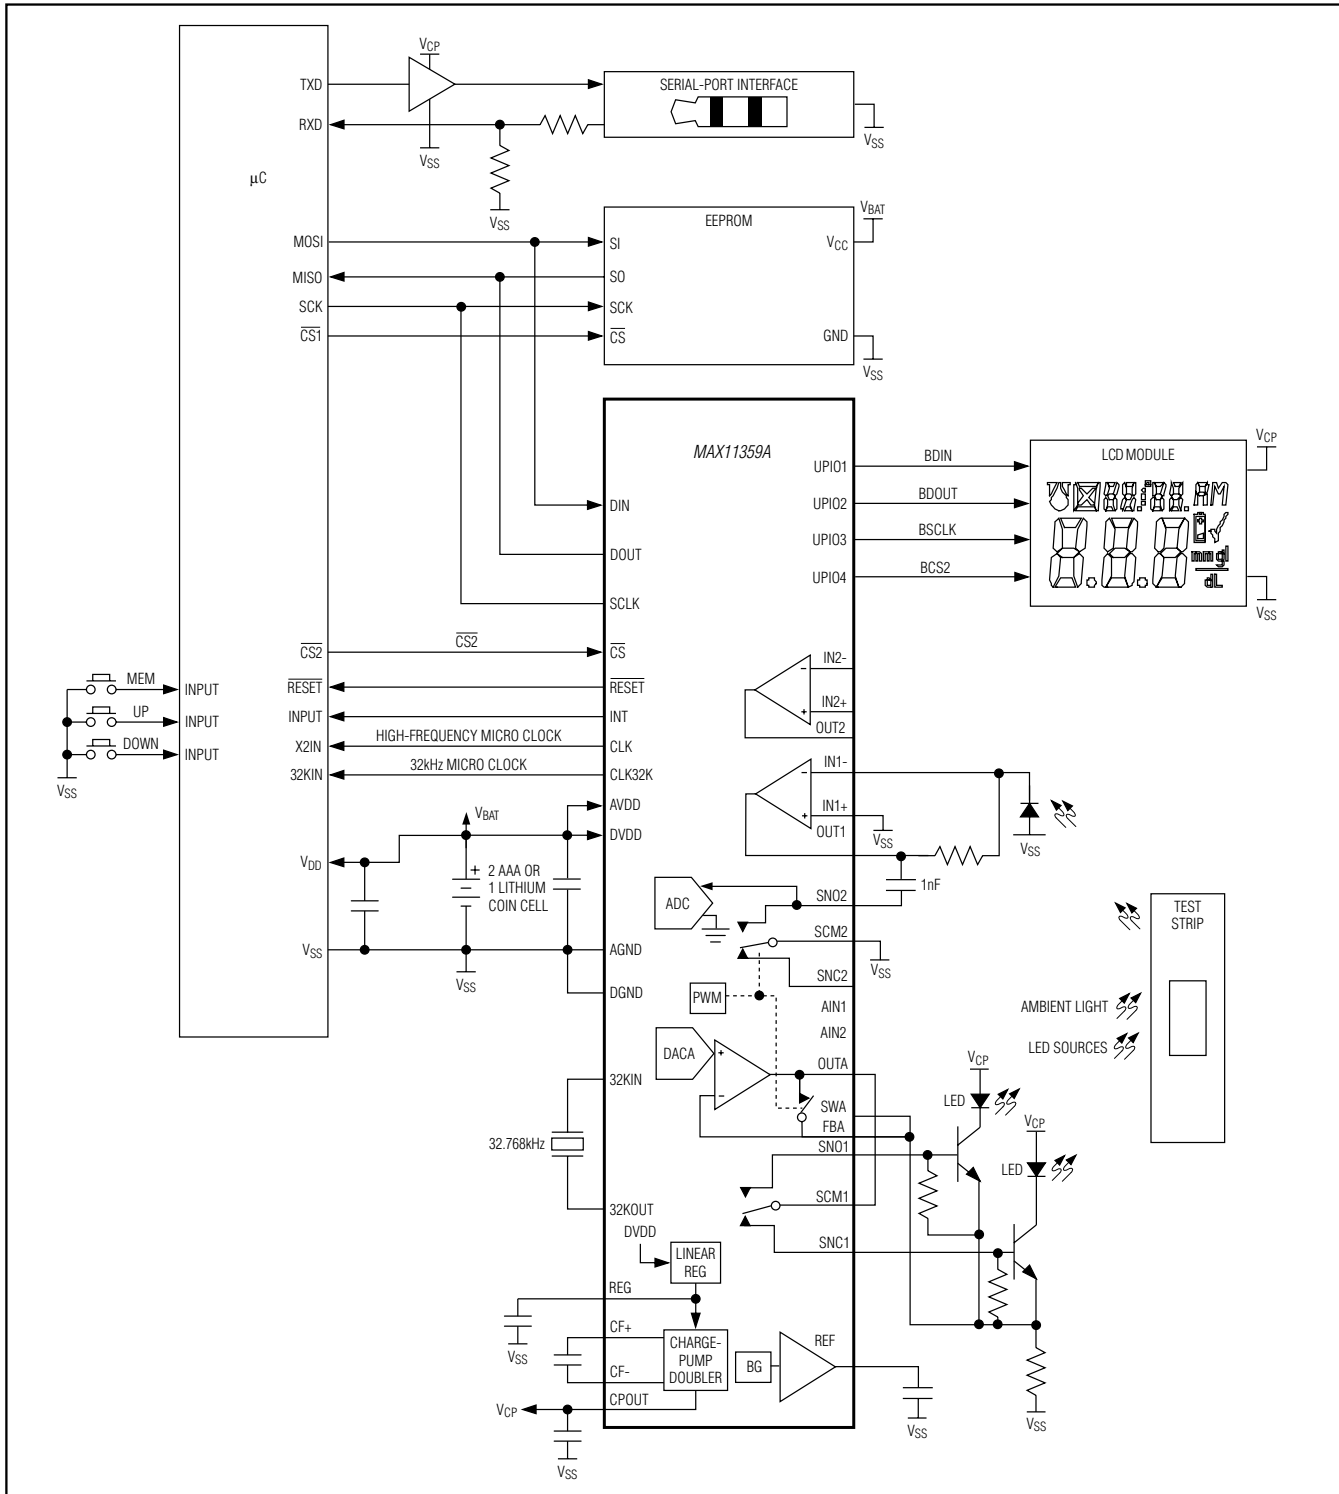 VCP
TXD
SERIAL-PORT INTERFACE
RXD
VSS
VSS
μC
VSS
EEPROM
VBAT
MOSI
SI
VCC
MISO
SO
SCK
SCK
CS1
CS
GND
VSS
MAX11359A
VCP
LCD MODULE
UPIO1
BDIN
UPIO2
BDOUT
DIN
UPIO3
BSCLK
DOUT
UPIO4
BCS2
AM
mmgl
dL
SCLK
VSS
CS2
CS2
CS
IN2-
MEM
INPUT
RESET
RESET
IN2+
UP
INPUT
INPUT
INT
OUT2
DOWN
INPUT
X2IN
HIGH-FREQUENCY MICRO CLOCK
CLK
32KIN
32kHz MICRO CLOCK
CLK32K
IN1-
VSS
AVDD
IN1+
VBAT
DVDD
OUT1
VSS
VSS
VDD
+ 2 AAA OR
– 1 LITHIUM
COIN CELL
1nF
ADC
SNO2
TEST
STRIP
SCM2
VSS
AGND
VSS
VSS
SNC2
DGND
PWM
AIN1
AMBIENT LIGHT
AIN2
LED SOURCES
DACA
OUTA
VCP
32KIN
SWA
LED
FBA
VCP
32.768kHz
SNO1
LED
SCM1
32KOUT
DVDD
SNC1
LINEAR
REG
REG
VSS
CF+
CHARGE-
PUMP
DOUBLER
REF
BG
CF-
CPOUT
VCP
VSS
VSS
VSS